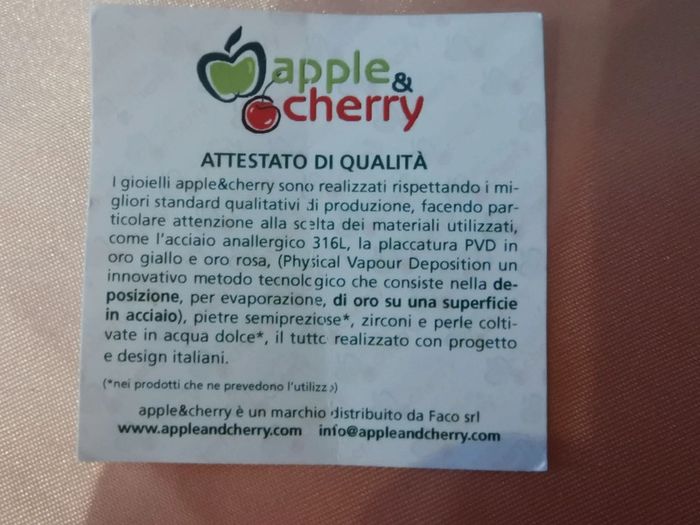 apple &
cherry
ATTESTATO DI QUALITÀ
I gioielli apple&cherry sono realizzati rispettando i mi-
gliori standard qualitativi di produzione, facendo par-
ticolare attenzione alla scelta dei materiali utilizzati,
come l'acciaio anallergico 316L, la placcatura PVD in
oro giallo e oro rosa, (Physical Vapour Deposition un
innovativo metodo tecnologico che consiste nella de-
posizione, per evaporazione, di oro su una superficie
in acciaio), pietre semipreziose*, zirconi e perle colti-
vate in acqua dolce*, il tutto realizzato con progetto
e design italiani.
(*nei prodotti che ne prevedono l'utilizzo)
apple&cherry è un marchio distribuito da Faco srl
www.appleandcherry.com info@appleandcherry.com